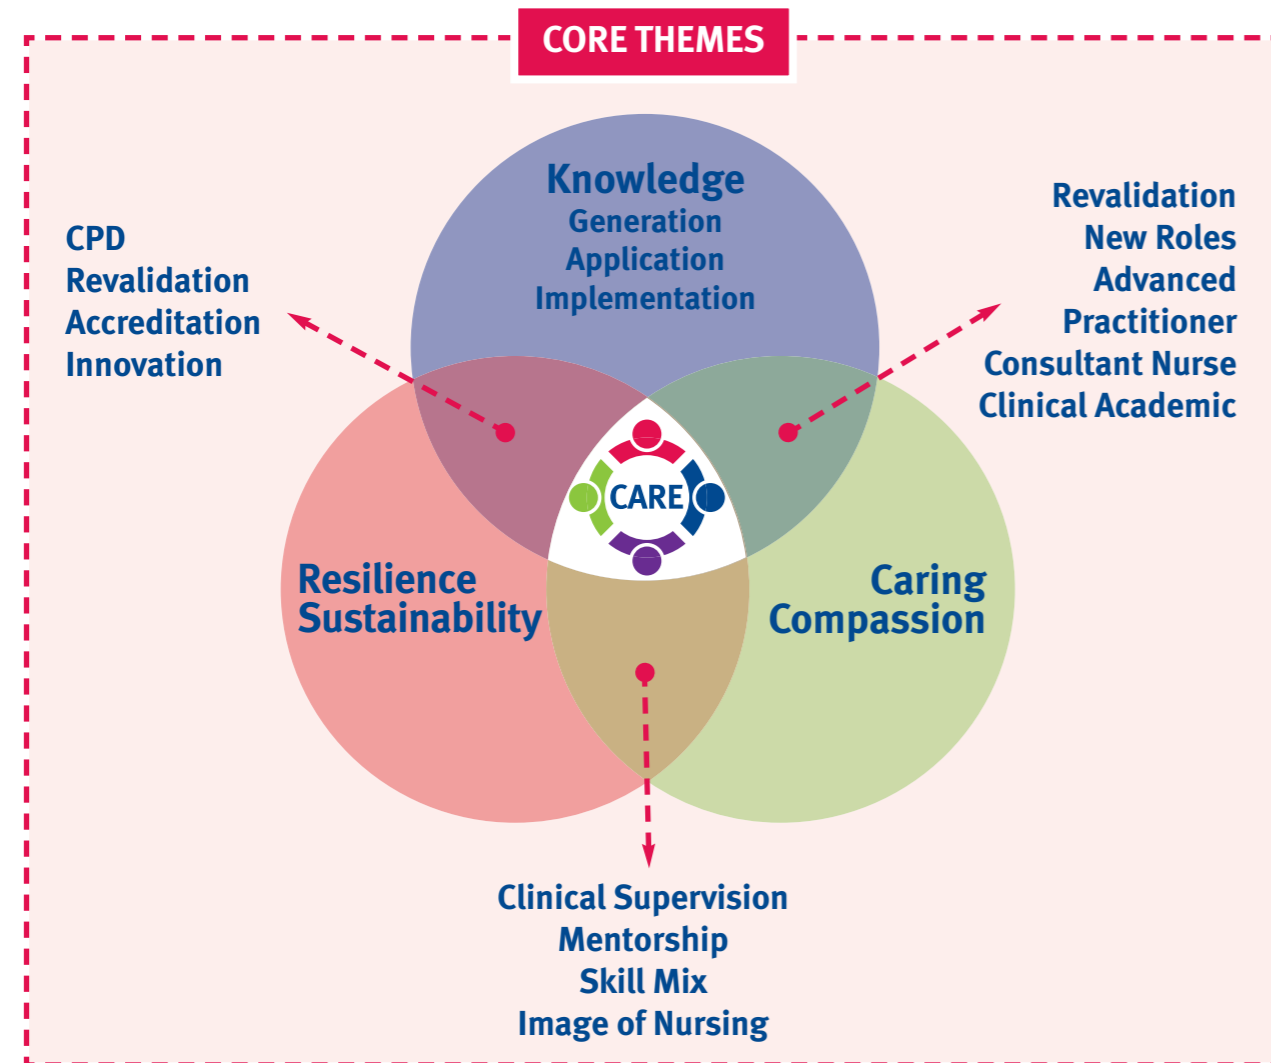 CORE THEMES
Knowledge
Generation
Application
Implementation
CPD
Revalidation
Accreditation
Innovation
Revalidation
New Roles
Advanced
Practitioner
Consultant Nurse
Clinical Academic
CARE
Resilience
Sustainability
Caring
Compassion
Clinical Supervision
Mentorship
Skill Mix
Image of Nursing